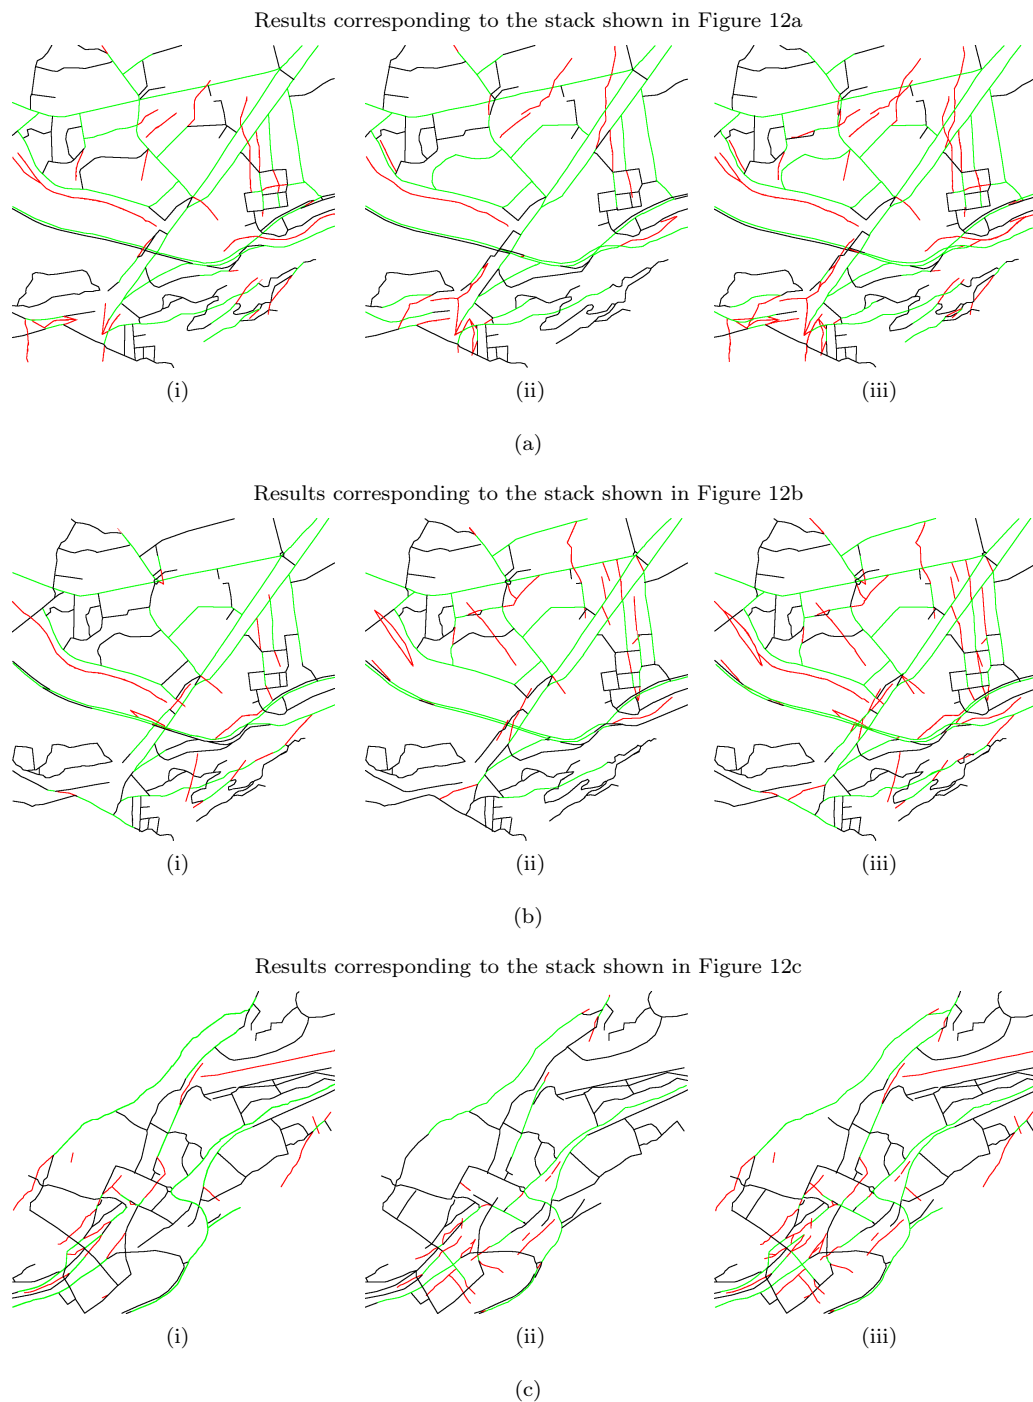 Results corresponding to the stack shown in Figure 12a
(i) (ii) (iii)
(a)
Results corresponding to the stack shown in Figure 12b
(i) (ii) (iii)
(b)
Results corresponding to the stack shown in Figure 12c
(i) (ii) (iii)
(c)